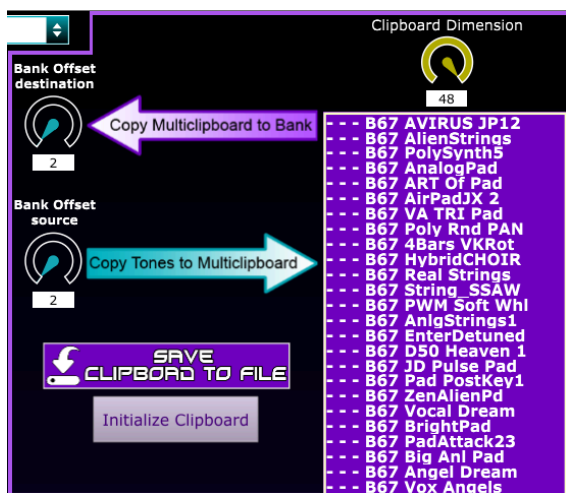 Clipboard Dimension
48
Bank Offset
destination
2
Copy Multiclipboard to Bank
Bank Offset
source
2
Copy Tones to Multiclipboard
SAVE
CLIPBORD TO FILE
Initialize Clipboard
- - - B67 AVIRUS JP12
- - - B67 AlienStrings
- - - B67 PolySynth5
- - - B67 AnalogPad
- - - B67 ART Of Pad
- - - B67 AirPadJX 2
- - - B67 VA TRI Pad
- - - B67 Poly Rnd PAN
- - - B67 4Bars VKRot
- - - B67 HybridCHOIR
- - - B67 Real Strings
- - - B67 String_SSAW
- - - B67 PWM Soft Whl
- - - B67 AnlgStrings1
- - - B67 EnterDetuned
- - - B67 D50 Heaven 1
- - - B67 JD Pulse Pad
- - - B67 Pad PostKey1
- - - B67 ZenAlienPd
- - - B67 Vocal Dream
- - - B67 BrightPad
- - - B67 PadAttack23
- - - B67 Big Anl Pad
- - - B67 Angel Dream
- - - B67 Vox Angels